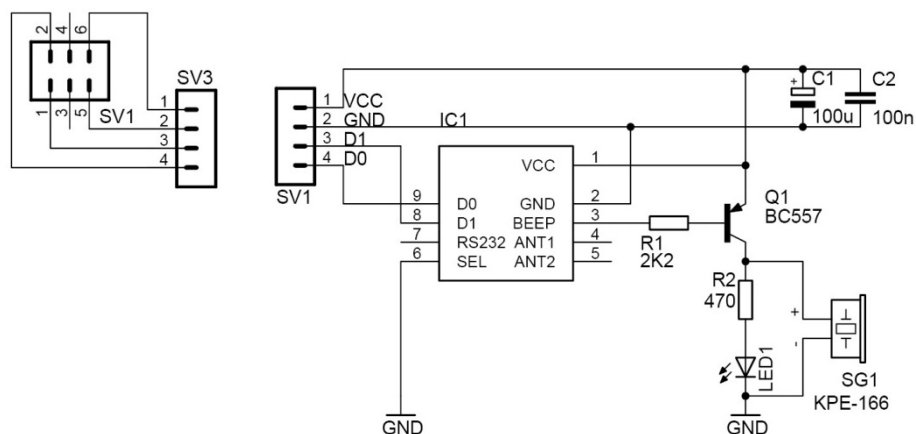 2
4
6
1
3
5
SV1
SV3
1
2
3
4
1
2
3
4
VCC
GND
D1
D0
SV1
IC1
9
8
7
6
D0
D1
RS232
SEL
VCC
GND
BEEP
ANT1
ANT2
1
2
3
4
5
R1
2K2
Q1
BC557
+
C1
100u
C2
100n
R2
470
LED1
+
-
SG1
KPE-166
GND
GND